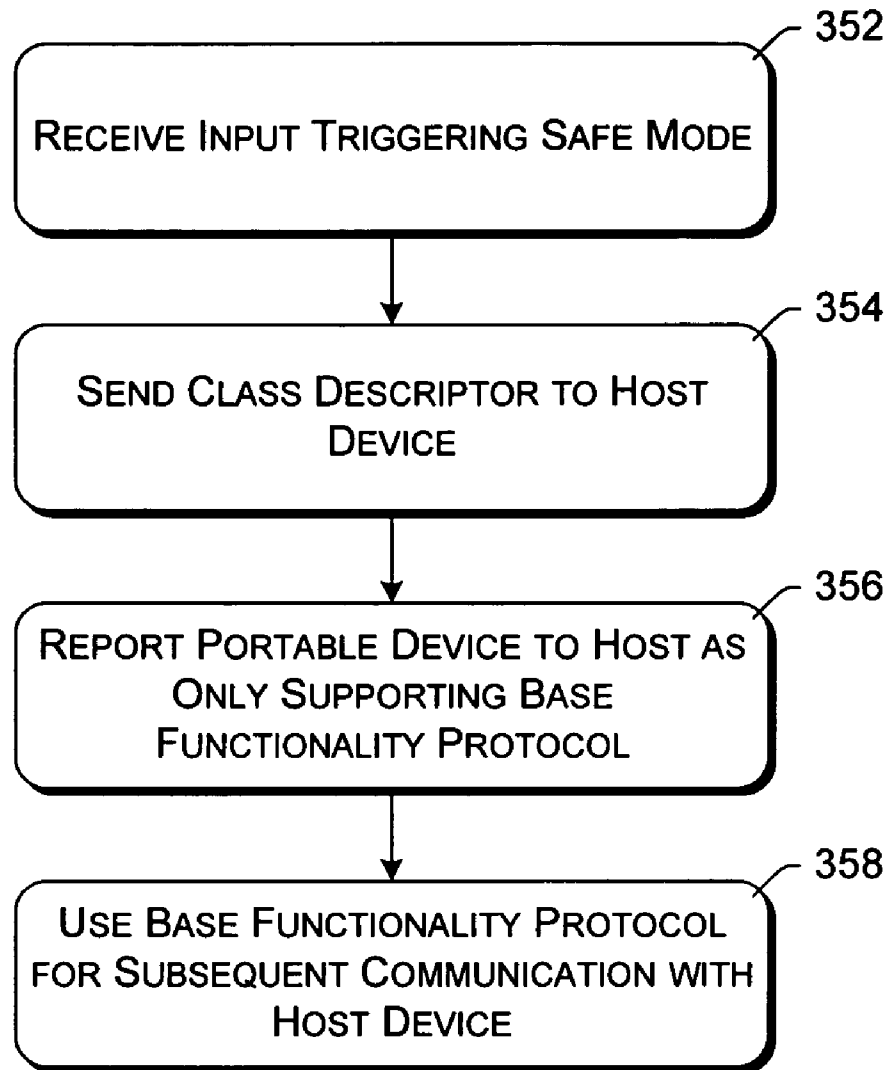 352
RECEIVE INPUT TRIGGERING SAFE MODE
354
SEND CLASS DESCRIPTOR TO HOST
DEVICE
356
REPORT PORTABLE DEVICE TO HOST AS
ONLY SUPPORTING BASE
FUNCTIONALITY PROTOCOL
358
USE BASE FUNCTIONALITY PROTOCOL
FOR SUBSEQUENT COMMUNICATION WITH
HOST DEVICE